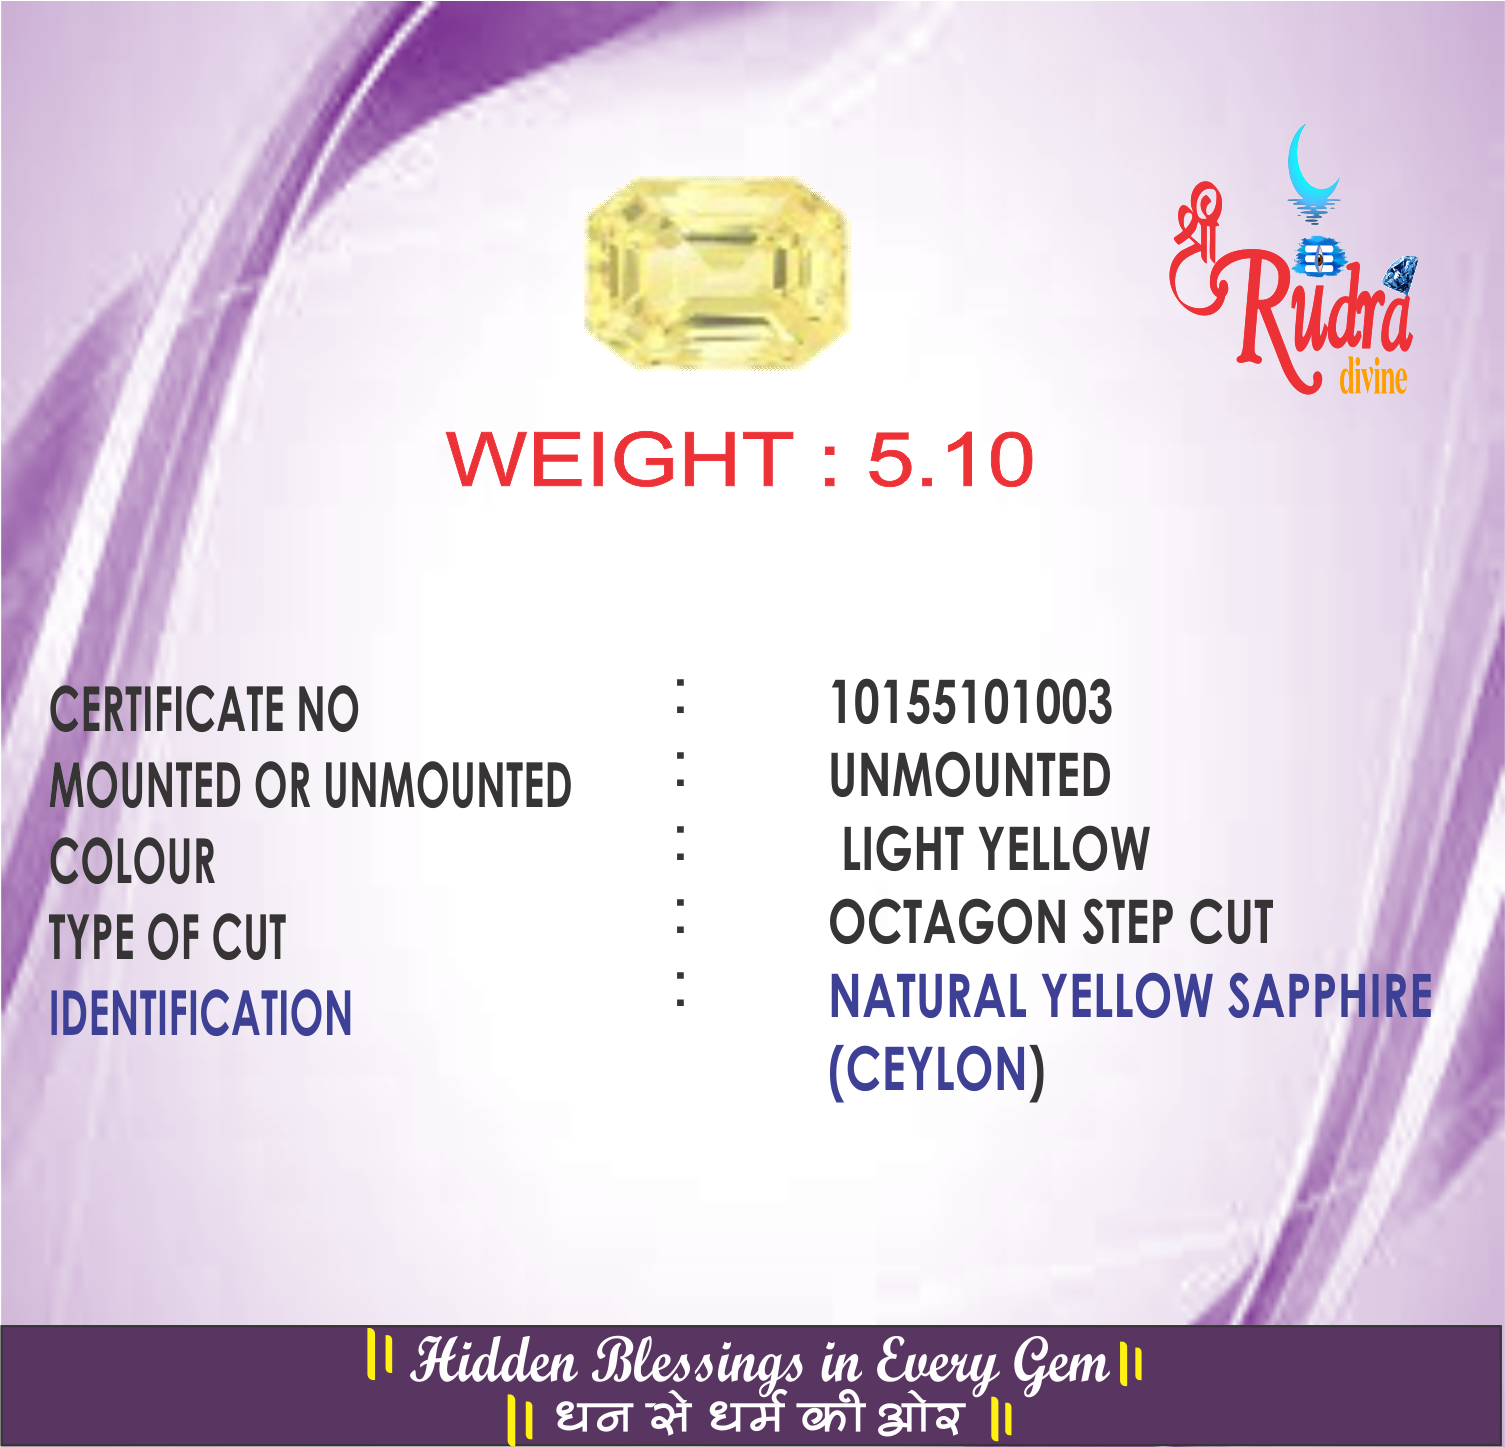 श्री
Rudra
divine
WEIGHT : 5.10
CERTIFICATE NO : 10155101003
MOUNTED OR UNMOUNTED : UNMOUNTED
COLOUR : LIGHT YELLOW
TYPE OF CUT : OCTAGON STEP CUT
IDENTIFICATION : NATURAL YELLOW SAPPHIRE
(CEYLON)
|| Hidden Blessings in Every Gem ||
|| धन से धर्म की ओर ||